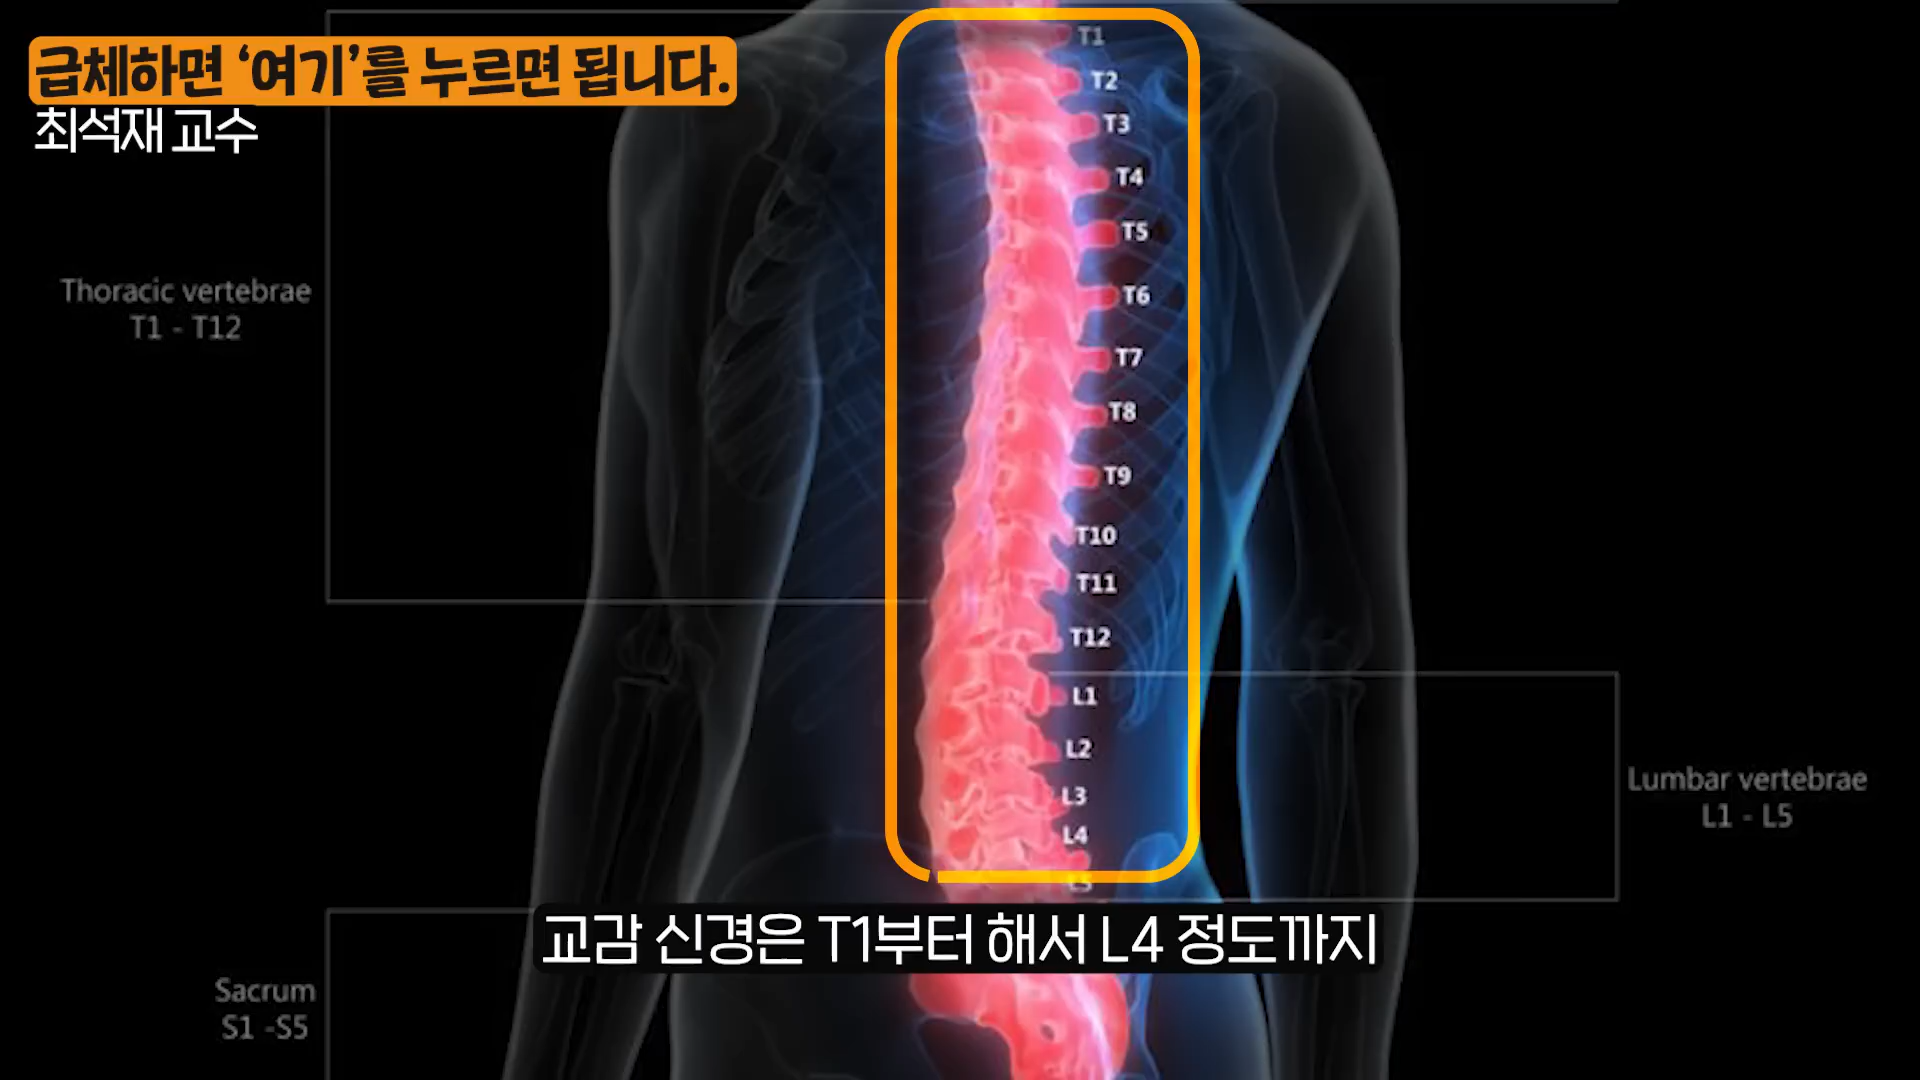 급체하면 ‘여기’를 누르면 됩니다.
최석재 교수
T1
T2
T3
T4
T5
T6
T7
T8
T9
T10
T11
T12
L1
L2
L3
L4
L5
Thoracic vertebrae
T1 - T12
Lumbar vertebrae
L1 - L5
교감 신경은 T1부터 해서 L4 정도까지
Sacrum
S1 -S5